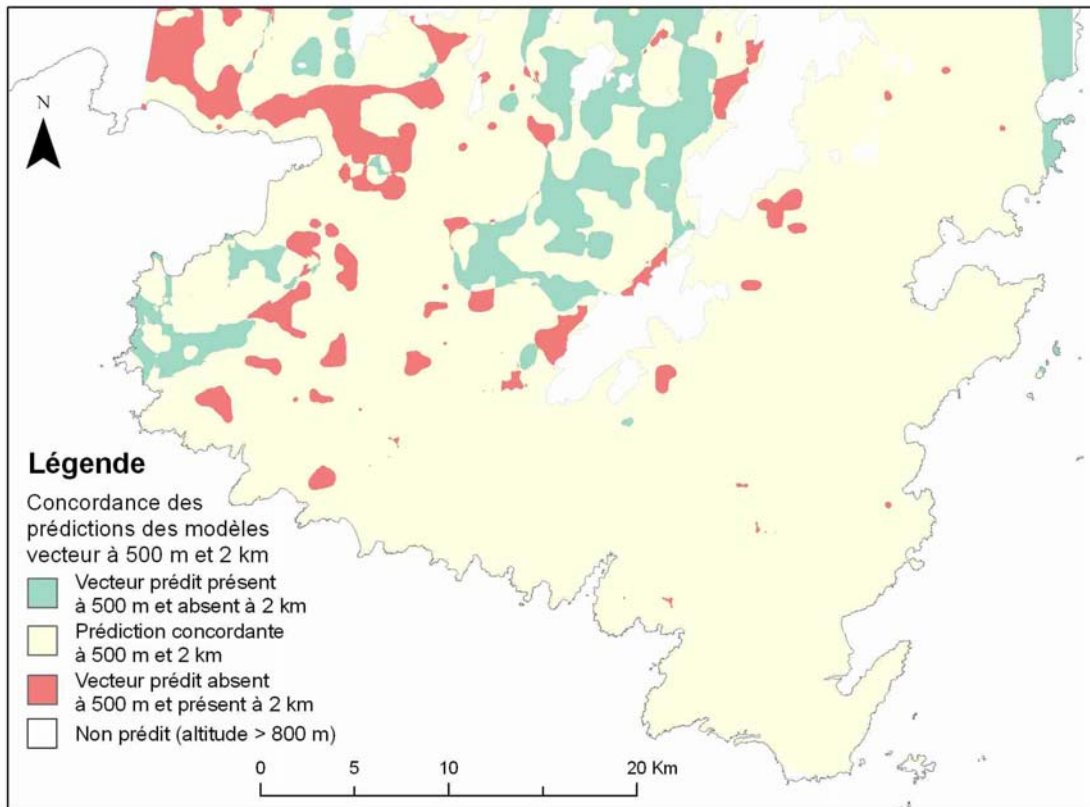 N
Légende
Concordance des
prédictions des modèles
vecteur à 500 m et 2 km
Vecteur prédit présent
à 500 m et absent à 2 km
Prédiction concordante
à 500 m et 2 km
Vecteur prédit absent
à 500 m et présent à 2 km
Non prédit (altitude > 800 m)
0 5 10 20 Km